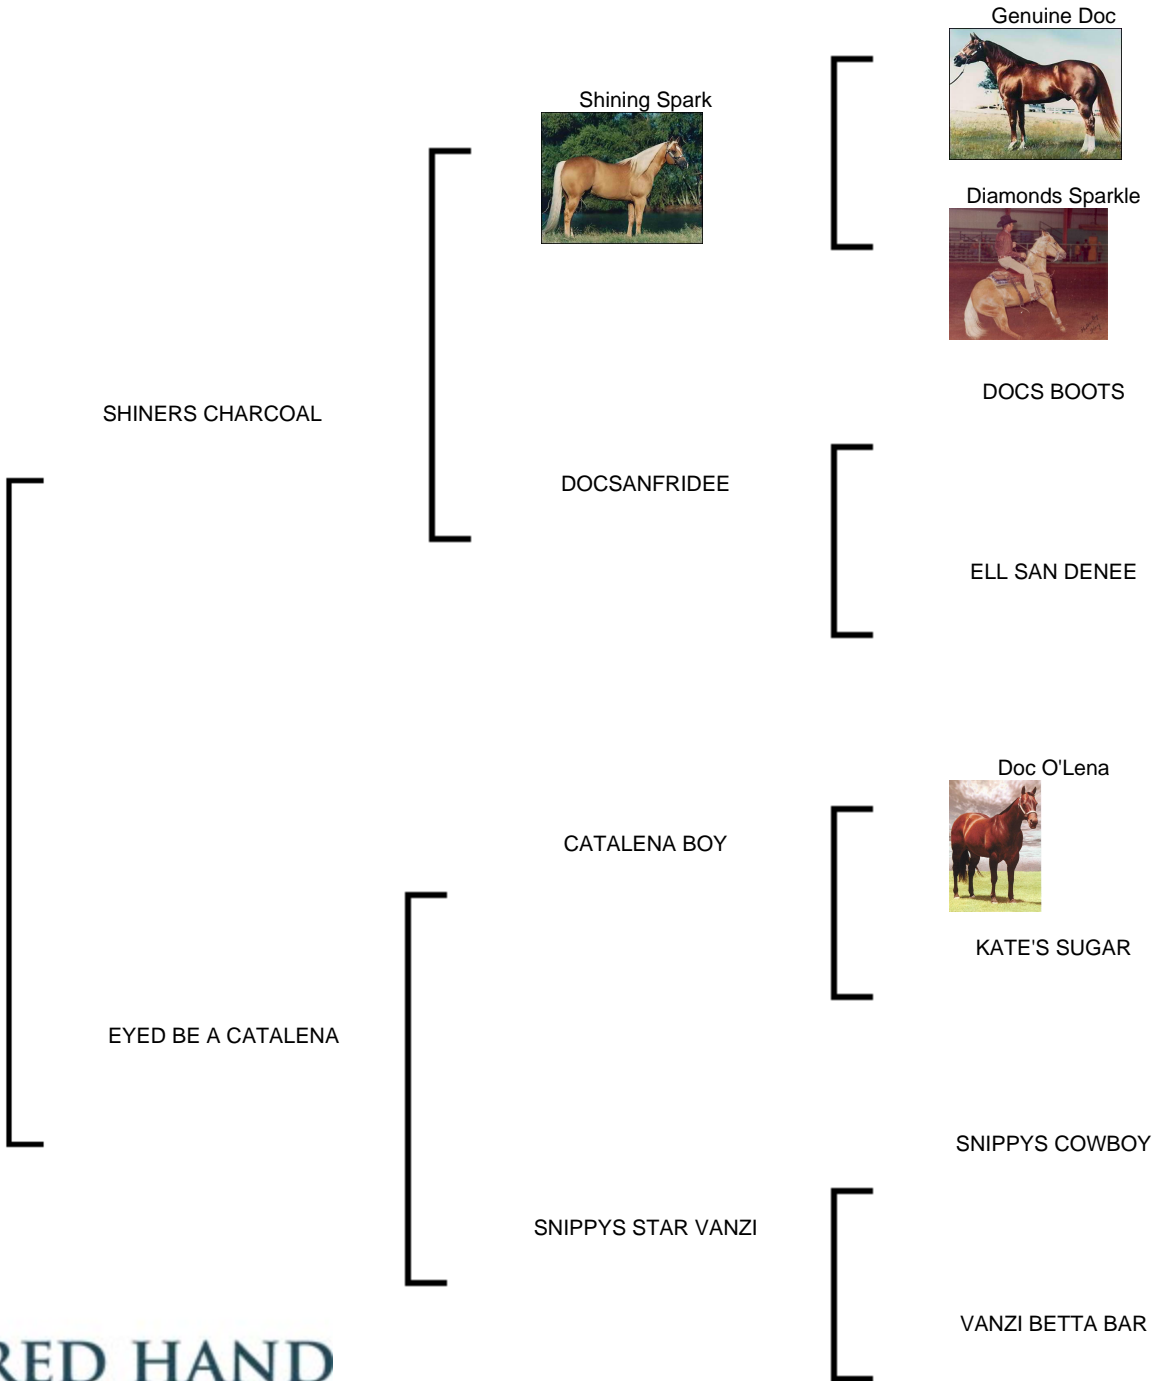 Genuine Doc
Shining Spark
Diamonds Sparkle
DOCS BOOTS
SHINERS CHARCOAL
DOCSANFRIDEE
ELL SAN DENEE
Doc O'Lena
CATALENA BOY
KATE'S SUGAR
EYED BE A CATALENA
SNIPPYS COWBOY
SNIPPYS STAR VANZI
VANZI BETTA BAR
RED HAND